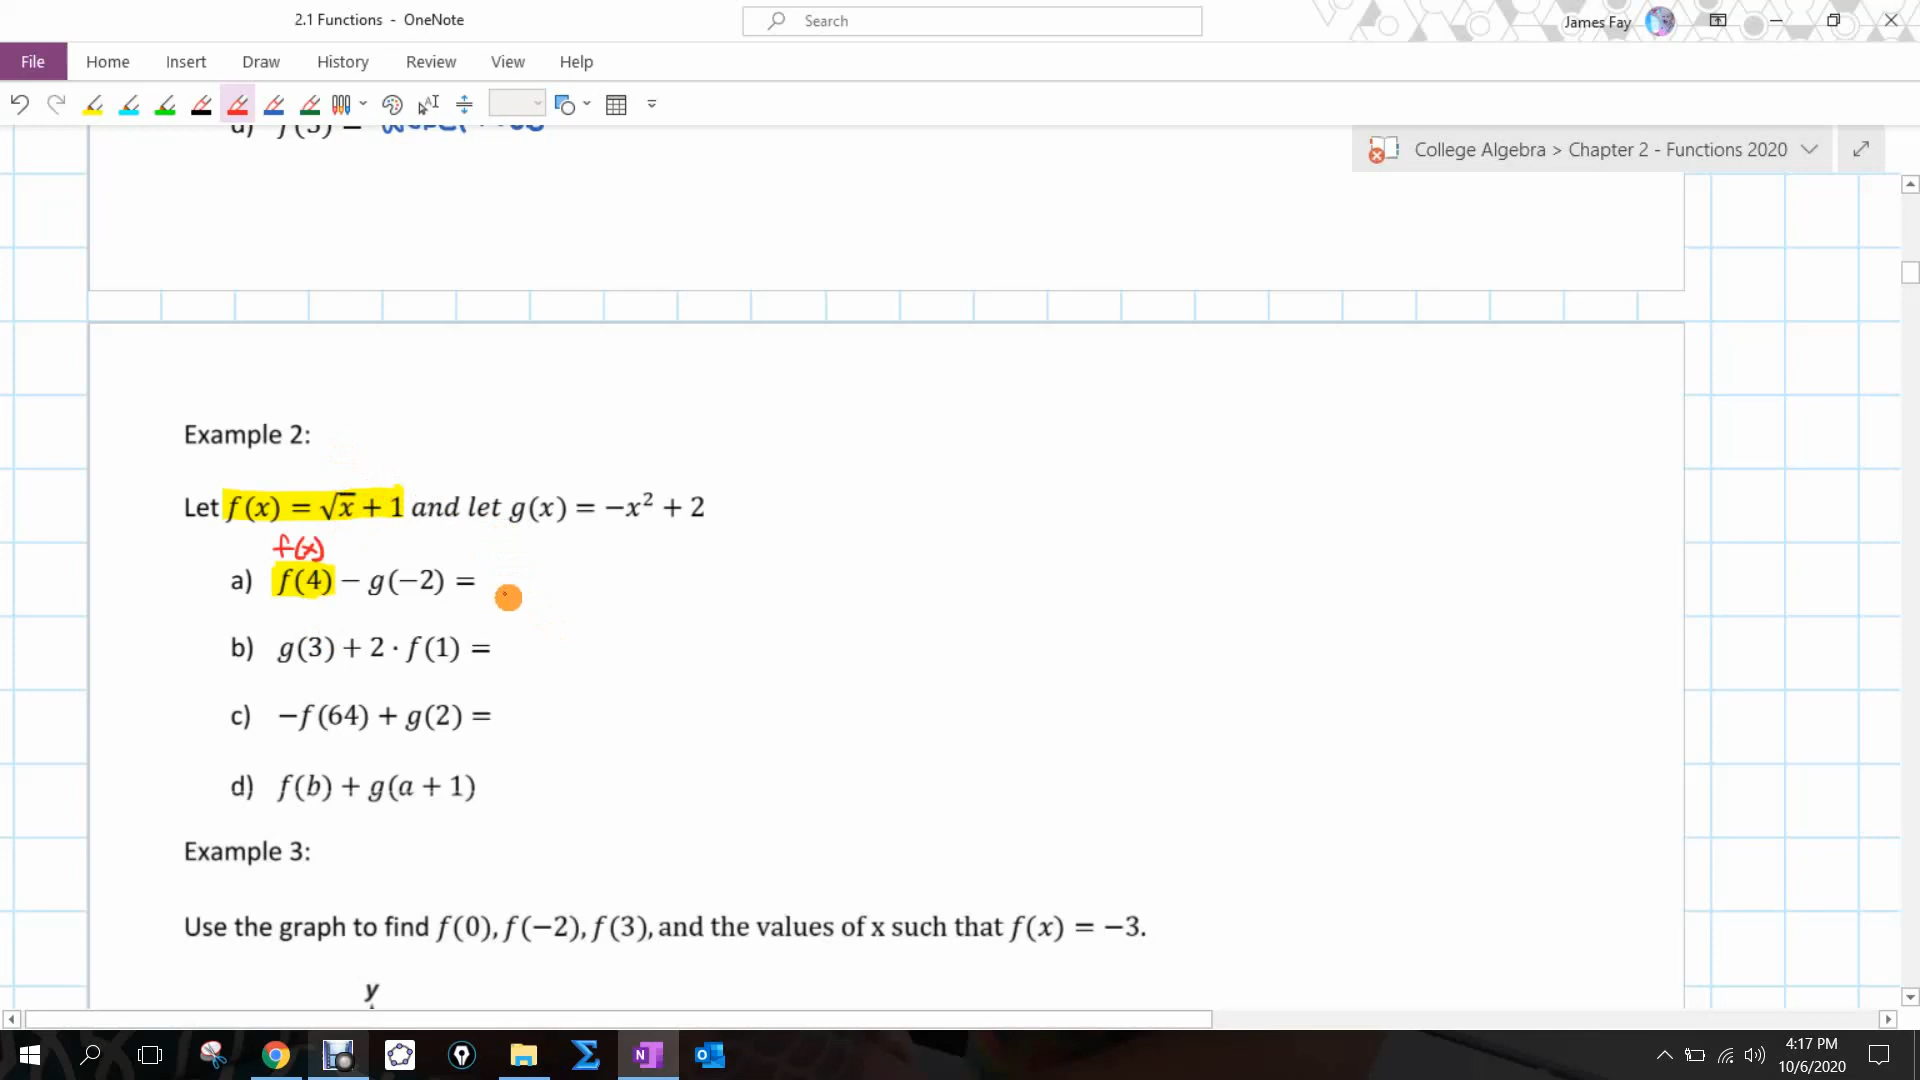 2.1 Functions - OneNote
Search
James Fay
File Home Insert Draw History Review View Help
d) f(3) =
College Algebra > Chapter 2 - Functions 2020
Example 2:
Let f(x) = √x + 1 and let g(x) = −x² + 2
f(x)
a) f(4) − g(−2) =
b) g(3) + 2 · f(1) =
c) −f(64) + g(2) =
d) f(b) + g(a + 1)
Example 3:
Use the graph to find f(0), f(−2), f(3), and the values of x such that f(x) = −3.
y
4:17 PM
10/6/2020